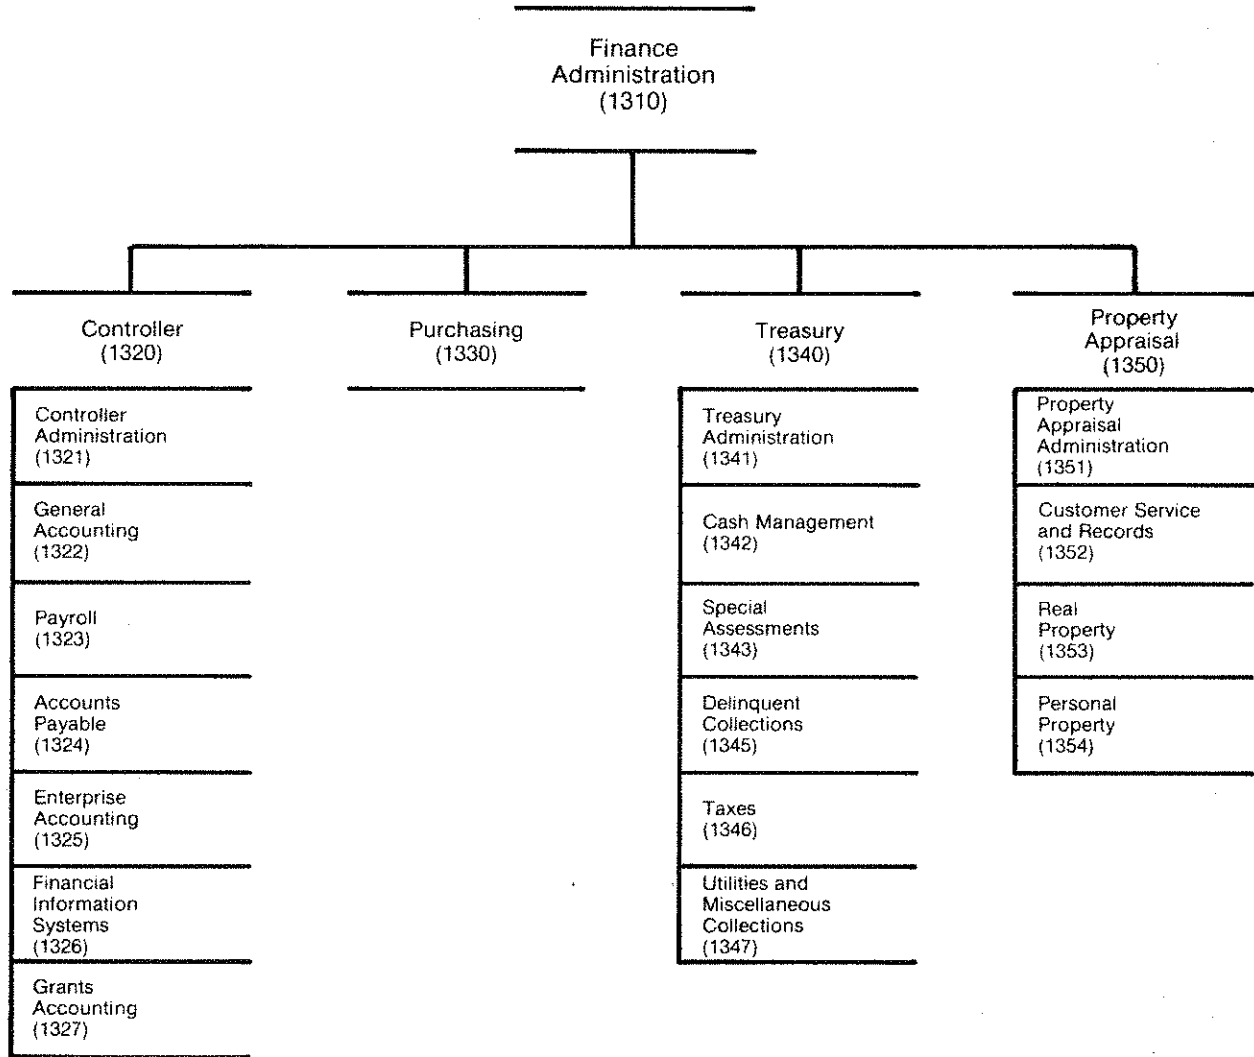 Finance
Administration
(1310)
Controller
(1320)
Purchasing
(1330)
Treasury
(1340)
Property
Appraisal
(1350)
Controller
Administration
(1321)
General
Accounting
(1322)
Payroll
(1323)
Accounts
Payable
(1324)
Enterprise
Accounting
(1325)
Financial
Information
Systems
(1326)
Grants
Accounting
(1327)
Treasury
Administration
(1341)
Cash Management
(1342)
Special
Assessments
(1343)
Delinquent
Collections
(1345)
Taxes
(1346)
Utilities and
Miscellaneous
Collections
(1347)
Property
Appraisal
Administration
(1351)
Customer Service
and Records
(1352)
Real
Property
(1353)
Personal
Property
(1354)